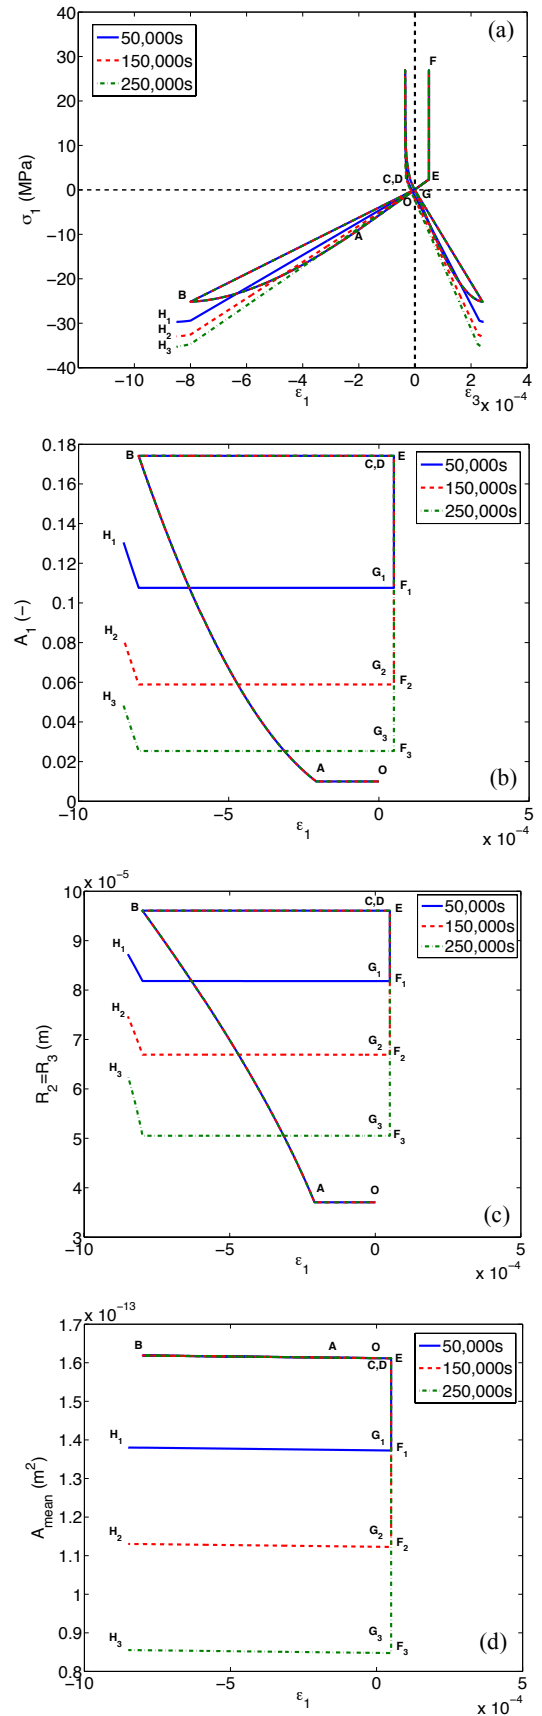 (a)
50,000s
150,000s
250,000s
40
30
20
10
0
−10
−20
−30
−40
σ1 (MPa)
F
C,D
E
O
G
A
B
H1
H2
H3
−10
−8
−6
−4
−2
0
2
4
ε1
ε3
x 10−4
0.18
0.16
0.14
0.12
0.1
0.08
0.06
0.04
0.02
0
A1 (−)
50,000s
150,000s
250,000s
B
C,D
E
H1
G1
F1
H2
G2
F2
H3
G3
F3
A
O
(b)
−10
−5
0
5
ε1
x 10−4
x 10−5
10
9
8
7
6
5
4
3
R2=R3 (m)
50,000s
150,000s
250,000s
B
C,D
E
H1
G1
F1
H2
G2
F2
H3
G3
F3
A
O
(c)
−10
−5
0
5
ε1
x 10−4
x 10−13
1.7
1.6
1.5
1.4
1.3
1.2
1.1
1
0.9
0.8
Amean (m2)
50,000s
150,000s
250,000s
B
A
O
C,D
E
H1
G1
F1
H2
G2
F2
H3
G3
F3
(d)
−10
−5
0
5
ε1
x 10−4